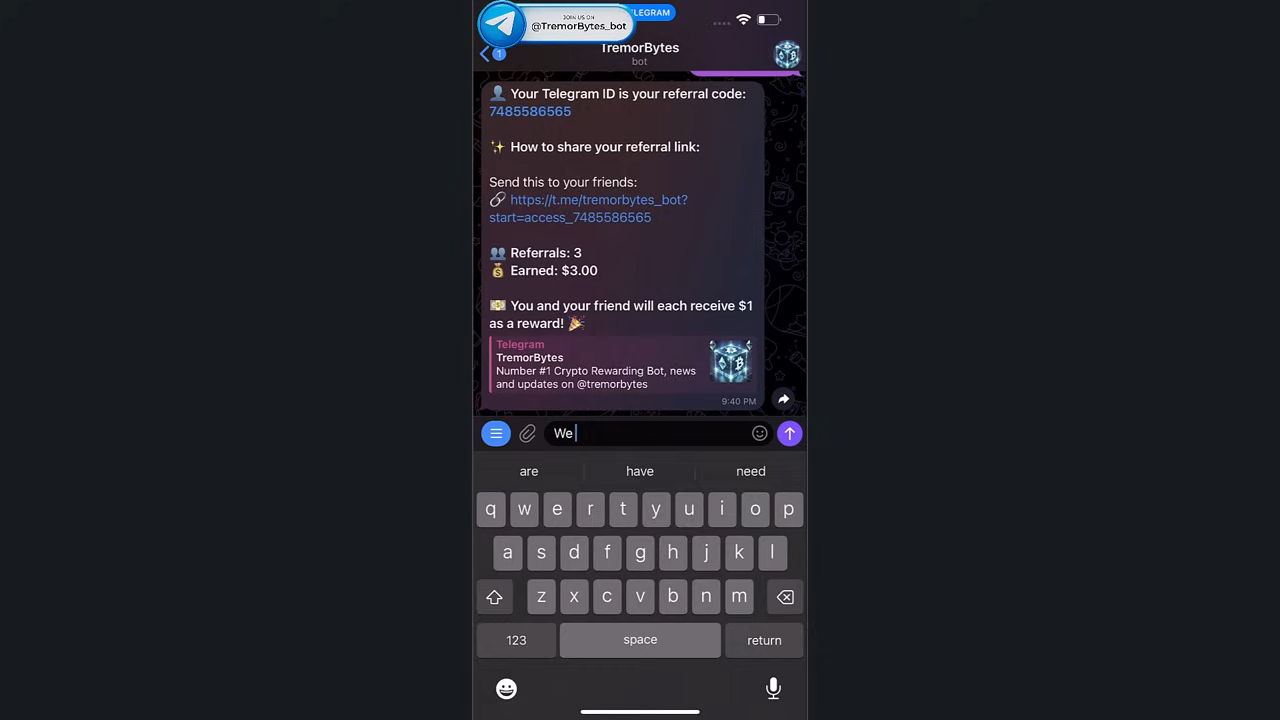 JOIN US ON
@TremorBytes_bot
TELEGRAM
1
TremorBytes
bot
Your Telegram ID is your referral code:
7485586565
How to share your referral link:
Send this to your friends:
https://t.me/tremorbytes_bot?
start=access_7485586565
Referrals: 3
Earned: $3.00
You and your friend will each receive $1
as a reward!
Telegram
TremorBytes
Number #1 Crypto Rewarding Bot, news
and updates on @tremorbytes
9:40 PM
We
are have need
q w e r t y u i o p
a s d f g h j k l
z x c v b n m
123 space return